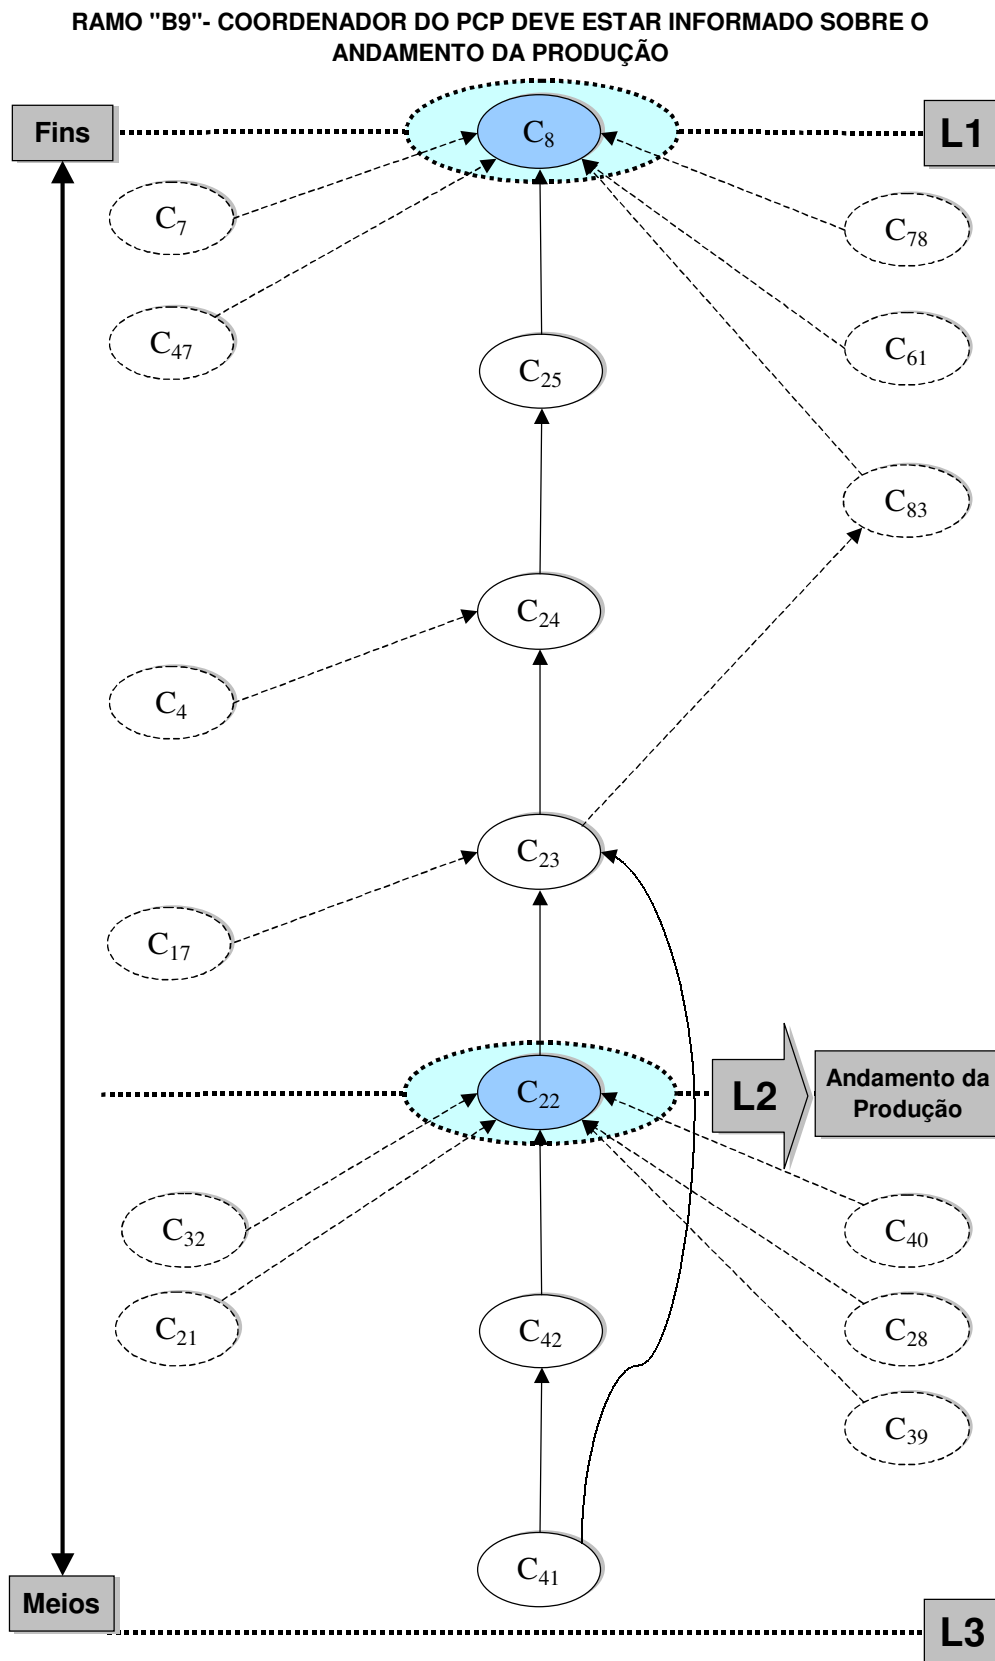 RAMO "B9"- COORDENADOR DO PCP DEVE ESTAR INFORMADO SOBRE O
ANDAMENTO DA PRODUÇÃO
Fins
C8
L1
C7
C78
C47
C61
C25
C83
C24
C4
C23
C17
C22
L2
Andamento da
Produção
C32
C40
C21
C42
C28
C39
C41
Meios
L3